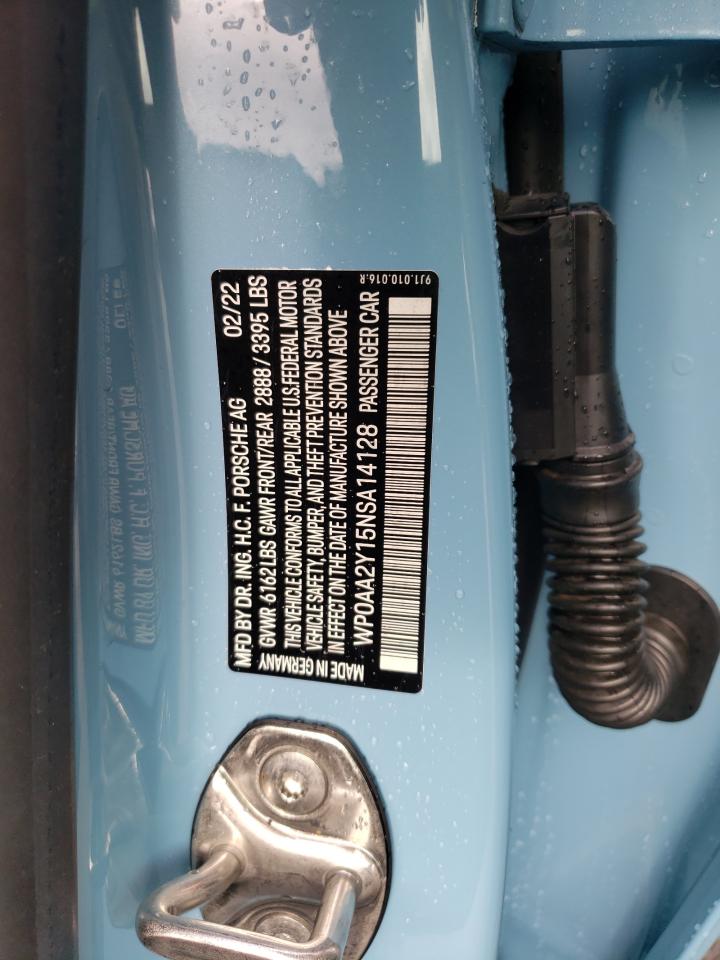 MFD BY DR. ING. H.C. F. PORSCHE AG 02/22
GVWR 6162LBS GAWR FRONT/REAR 2888 / 3395 LBS
THIS VEHICLE CONFORMS TO ALL APPLICABLE U.S.FEDERAL MOTOR
VEHICLE SAFETY, BUMPER, AND THEFT PREVENTION STANDARDS
IN EFFECT ON THE DATE OF MANUFACTURE SHOWN ABOVE
MADE IN GERMANY WP0AA2Y15NSA14128 PASSENGER CAR
9J1.010.016.R